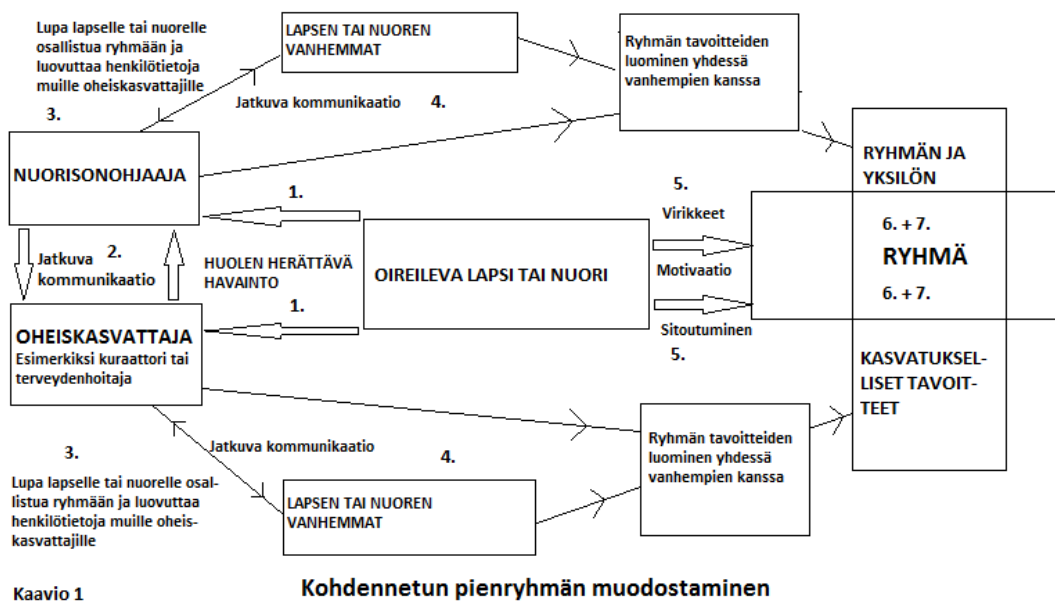 Lupa lapselle tai nuorelle
osallistua ryhmään ja
luovuttaa henkilötietoja
muille oheiskasvattajille
3.
LAPSEN TAI NUOREN
VANHEMMAT
Jatkuva kommunikaatio
4.
Ryhmän tavoitteiden
luominen yhdessä
vanhempien kanssa
NUORISONOHJAAJA
1.
5.
Virikkeet
RYHMÄN JA
YKSILÖN
2.
Jatkuva
kommunikaatio
HUOLEN HERÄTTÄVÄ
HAVAINTO
OIREILEVA LAPSI TAI NUORI
Motivaatio
6. + 7.
RYHMÄ
6. + 7.
1.
Sitoutuminen
5.
OHEISKASVATTAJA
Esimerkiksi kuraattori tai
terveydenhoitaja
KASVATUKSEL-
LISET TAVOIT-
TEET
Jatkuva kommunikaatio
3.
4.
Ryhmän tavoitteiden
luominen yhdessä
vanhempien kanssa
Lupa lapselle tai nuorelle osal-
listua ryhmään ja luovuttaa
henkilötietoja muille oheis-
kasvattajille
LAPSEN TAI NUOREN
VANHEMMAT
Kaavio 1
Kohdennetun pienryhmän muodostaminen